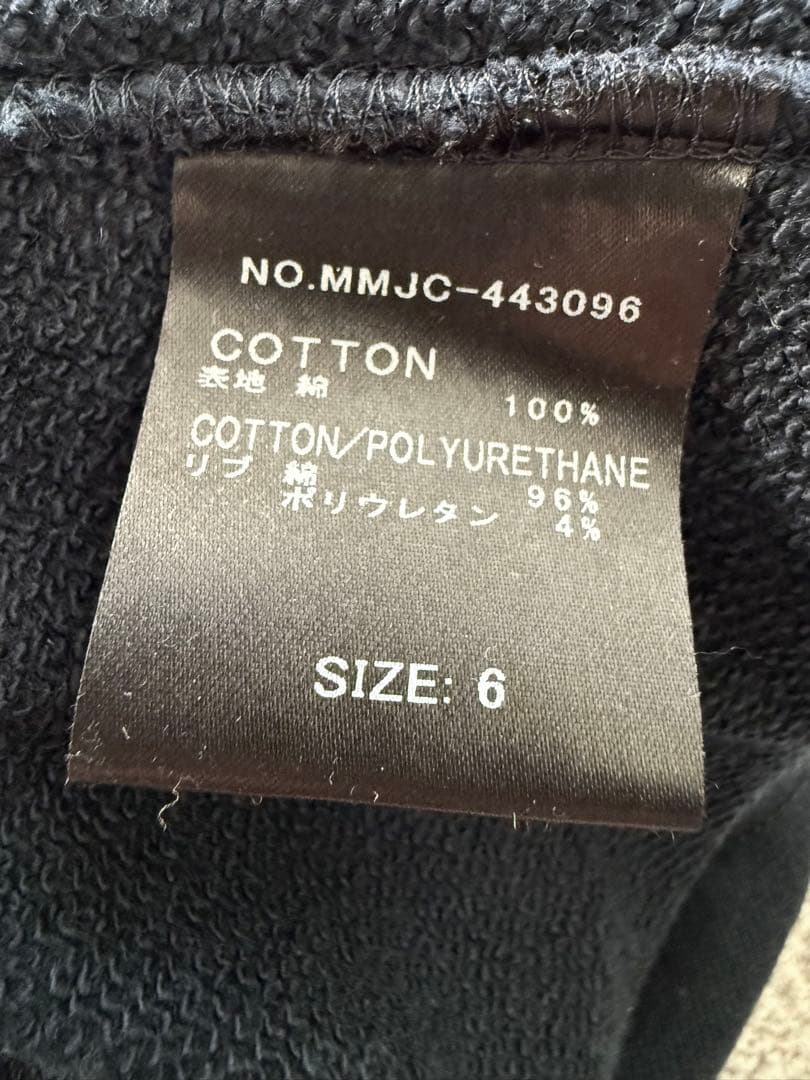 NO.MMJC-443096
COTTON
表地 綿 100%
COTTON/POLYURETHANE
リブ 綿 96%
ポリウレタン 4%
SIZE: 6